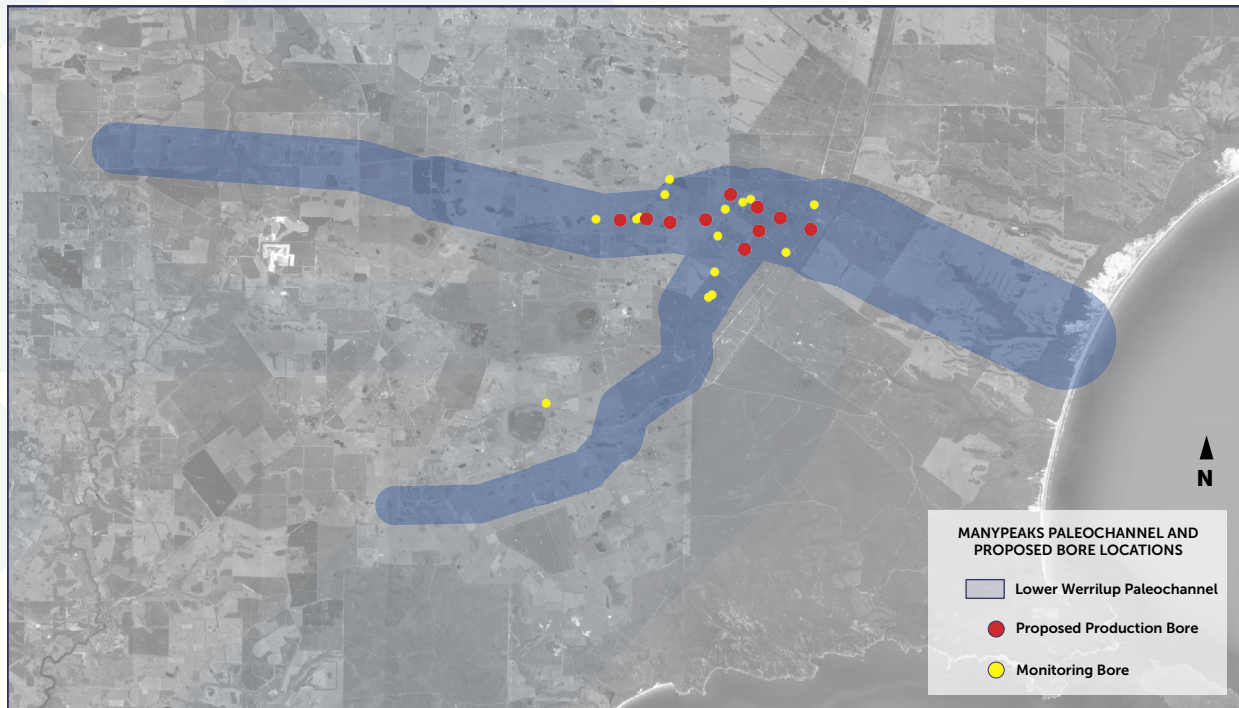 N
MANYPEAKS PALEOCHANNEL AND
PROPOSED BORE LOCATIONS
Lower Werrilup Paleochannel
Proposed Production Bore
Monitoring Bore